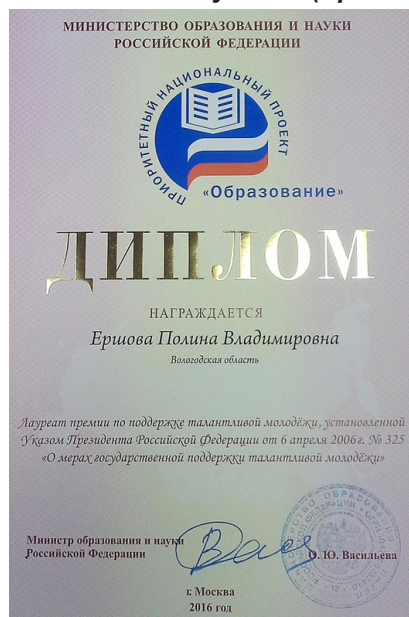 МИНИСТЕРСТВО ОБРАЗОВАНИЯ И НАУКИ
РОССИЙСКОЙ ФЕДЕРАЦИИ
ПРИОРИТЕТНЫЙ НАЦИОНАЛЬНЫЙ ПРОЕКТ
«Образование»
ДИПЛОМ
НАГРАЖДАЕТСЯ
Ершова Полина Владимировна
Вологодская область
Лауреат премии по поддержке талантливой молодёжи, установленной
Указом Президента Российской Федерации от 6 апреля 2006 г. № 325
«О мерах государственной поддержки талантливой молодёжи»
Министр образования и науки
Российской Федерации
О. Ю. Васильева
г. Москва
2016 год